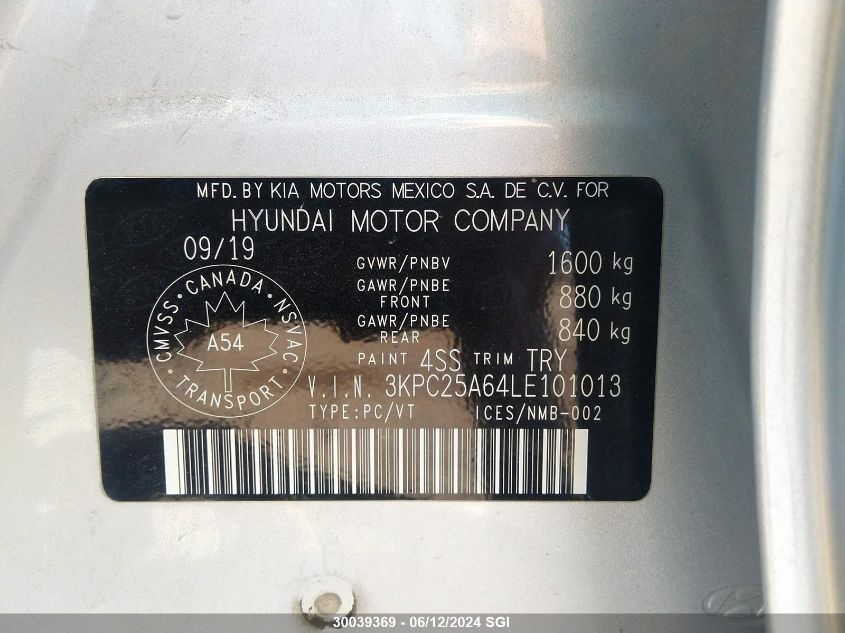 MFD. BY KIA MOTORS MEXICO S.A. DE C.V. FOR
HYUNDAI MOTOR COMPANY
09/19
GVWR/PNBV 1600 kg
GAWR/PNBE FRONT 880 kg
GAWR/PNBE REAR 840 kg
CMVSS • CANADA • NSVAC • TRANSPORT •
A54
PAINT 4SS TRIM TRY
V.I.N. 3KPC25A64LE101013
TYPE:PC/VT ICES/NMB-002
30039369 - 06/12/2024 SGI